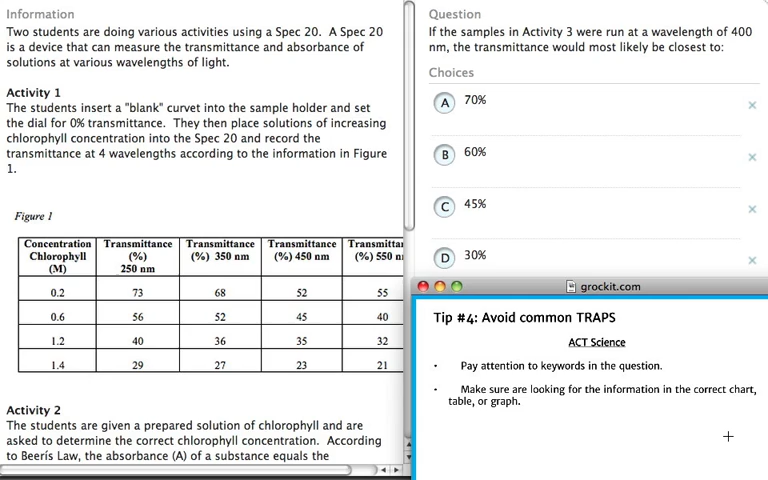 Information
Two students are doing various activities using a Spec 20. A Spec 20
is a device that can measure the transmittance and absorbance of
solutions at various wavelengths of light.
Activity 1
The students insert a "blank" curvet into the sample holder and set
the dial for 0% transmittance. They then place solutions of increasing
chlorophyll concentration into the Spec 20 and record the
transmittance at 4 wavelengths according to the information in Figure
1.
Figure 1
Concentration Chlorophyll (M) Transmittance (%) 250 nm Transmittance (%) 350 nm Transmittance (%) 450 nm Transmitta (%) 550 n
0.2 73 68 52 55
0.6 56 52 45 40
1.2 40 36 35 32
1.4 29 27 23 21
Activity 2
The students are given a prepared solution of chlorophyll and are
asked to determine the correct chlorophyll concentration. According
to Beerís Law, the absorbance (A) of a substance equals the
Question
If the samples in Activity 3 were run at a wavelength of 400
nm, the transmittance would most likely be closest to:
Choices
A 70%
B 60%
C 45%
D 30%
grockit.com
Tip #4: Avoid common TRAPS
ACT Science
• Pay attention to keywords in the question.
• Make sure are looking for the information in the correct chart,
table, or graph.